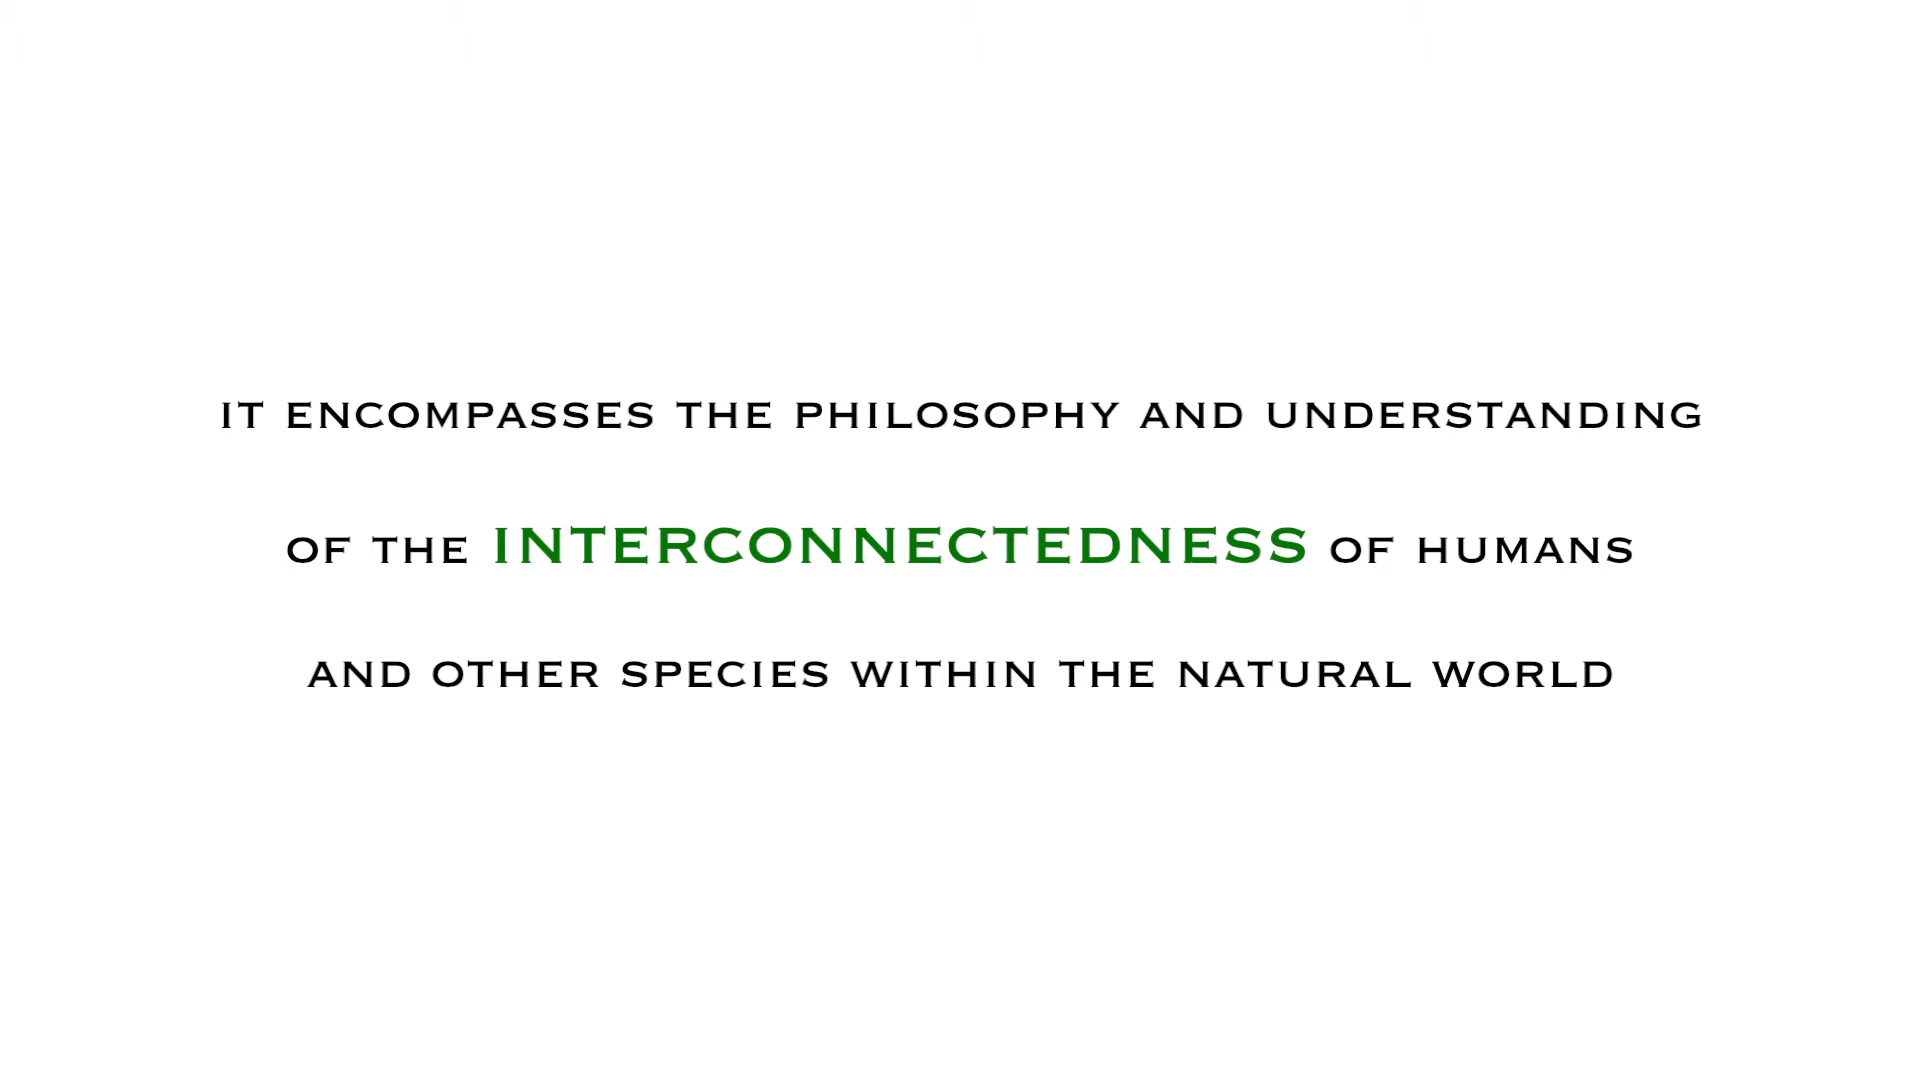 IT ENCOMPASSES THE PHILOSOPHY AND UNDERSTANDING
OF THE INTERCONNECTEDNESS OF HUMANS
AND OTHER SPECIES WITHIN THE NATURAL WORLD